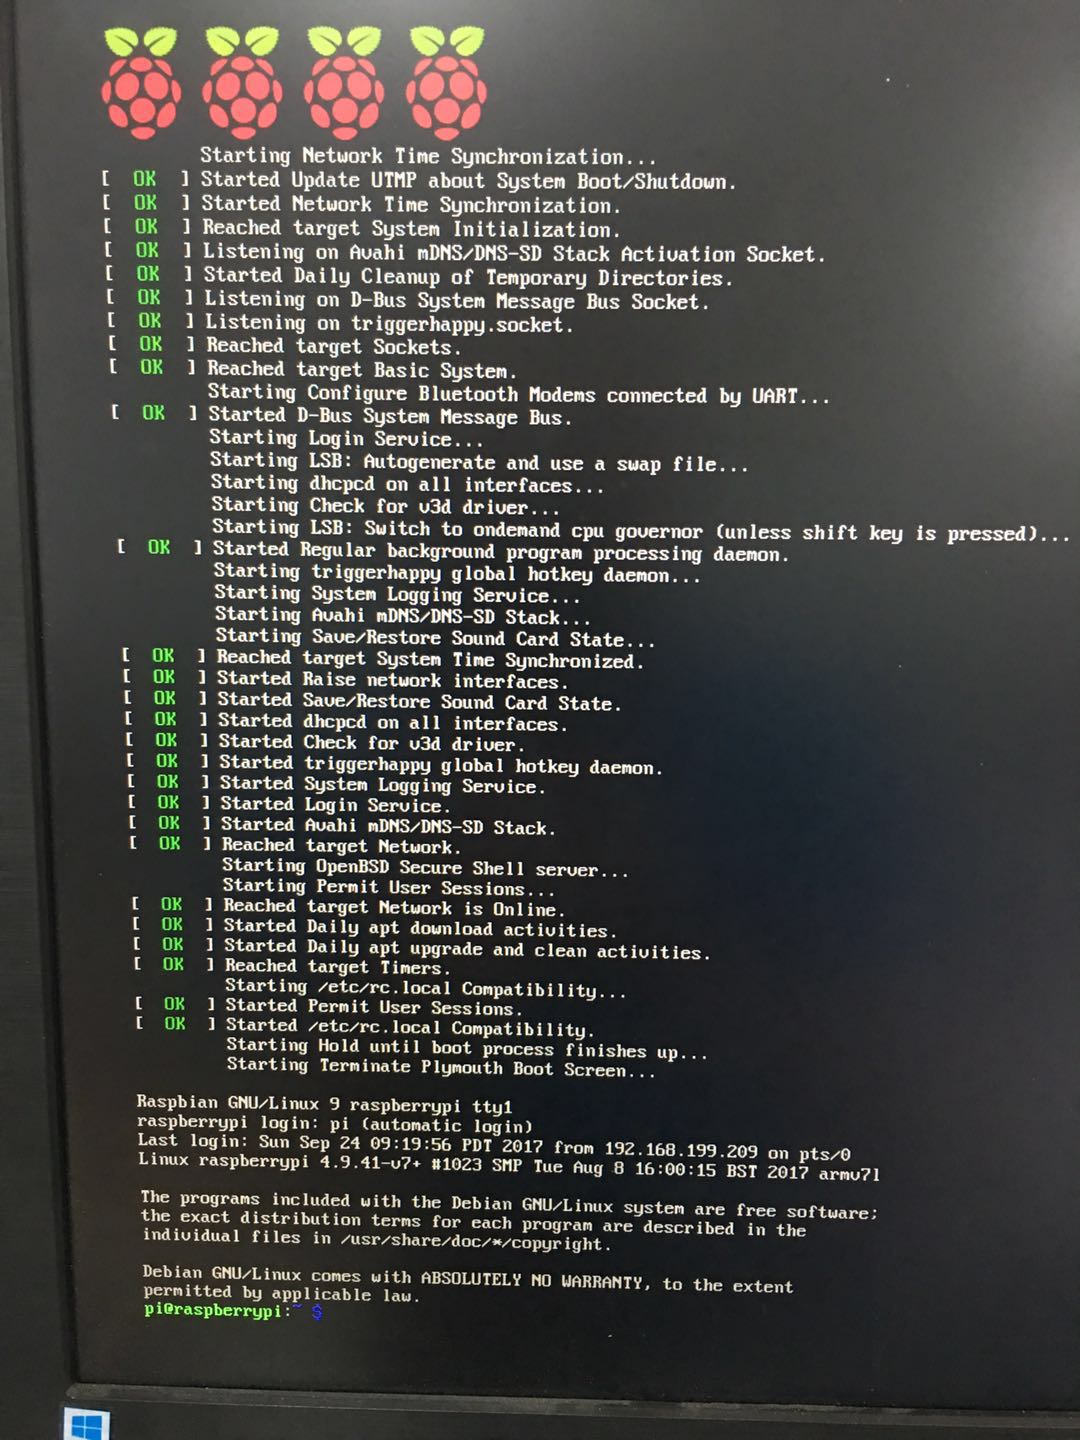 Starting Network Time Synchronization...
[  OK  ] Started Update UTMP about System Boot/Shutdown.
[  OK  ] Started Network Time Synchronization.
[  OK  ] Reached target System Initialization.
[  OK  ] Listening on Avahi mDNS/DNS-SD Stack Activation Socket.
[  OK  ] Started Daily Cleanup of Temporary Directories.
[  OK  ] Listening on D-Bus System Message Bus Socket.
[  OK  ] Listening on triggerhappy.socket.
[  OK  ] Reached target Sockets.
[  OK  ] Reached target Basic System.
Starting Configure Bluetooth Modems connected by UART...
[  OK  ] Started D-Bus System Message Bus.
Starting Login Service...
Starting LSB: Autogenerate and use a swap file...
Starting dhcpcd on all interfaces...
Starting Check for v3d driver...
Starting LSB: Switch to ondemand cpu governor (unless shift key is pressed)...
[  OK  ] Started Regular background program processing daemon.
Starting triggerhappy global hotkey daemon...
Starting System Logging Service...
Starting Avahi mDNS/DNS-SD Stack...
Starting Save/Restore Sound Card State...
[  OK  ] Reached target System Time Synchronized.
[  OK  ] Started Raise network interfaces.
[  OK  ] Started Save/Restore Sound Card State.
[  OK  ] Started dhcpcd on all interfaces.
[  OK  ] Started Check for v3d driver.
[  OK  ] Started triggerhappy global hotkey daemon.
[  OK  ] Started System Logging Service.
[  OK  ] Started Login Service.
[  OK  ] Started Avahi mDNS/DNS-SD Stack.
[  OK  ] Reached target Network.
Starting OpenBSD Secure Shell server...
Starting Permit User Sessions...
[  OK  ] Reached target Network is Online.
[  OK  ] Started Daily apt download activities.
[  OK  ] Started Daily apt upgrade and clean activities.
[  OK  ] Reached target Timers.
Starting /etc/rc.local Compatibility...
[  OK  ] Started Permit User Sessions.
[  OK  ] Started /etc/rc.local Compatibility.
Starting Hold until boot process finishes up...
Starting Terminate Plymouth Boot Screen...
Raspbian GNU/Linux 9 raspberrypi tty1
raspberrypi login: pi (automatic login)
Last login: Sun Sep 24 09:19:56 PDT 2017 from 192.168.199.209 on pts/0
Linux raspberrypi 4.9.41-v7+ #1023 SMP Tue Aug 8 16:00:15 BST 2017 armv7l
The programs included with the Debian GNU/Linux system are free software;
the exact distribution terms for each program are described in the
individual files in /usr/share/doc/*/copyright.
Debian GNU/Linux comes with ABSOLUTELY NO WARRANTY, to the extent
permitted by applicable law.
pi@raspberrypi:~ $